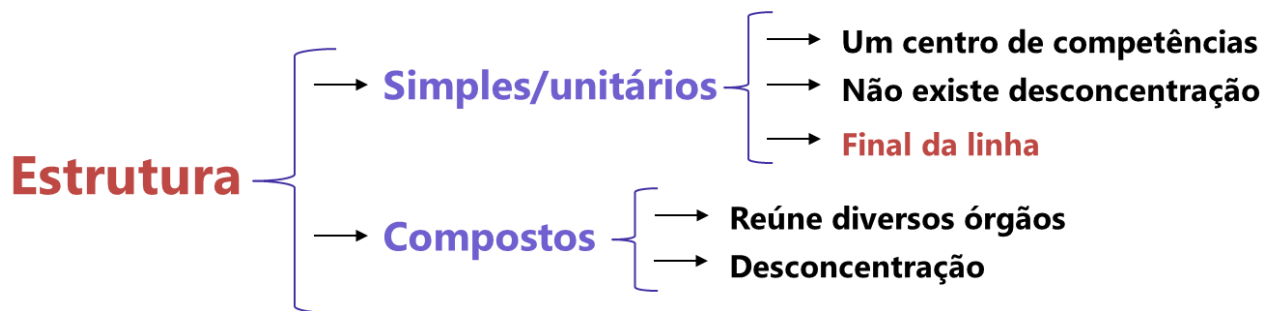 Estrutura
Simples/unitários
Um centro de competências
Não existe desconcentração
Final da linha
Compostos
Reúne diversos órgãos
Desconcentração